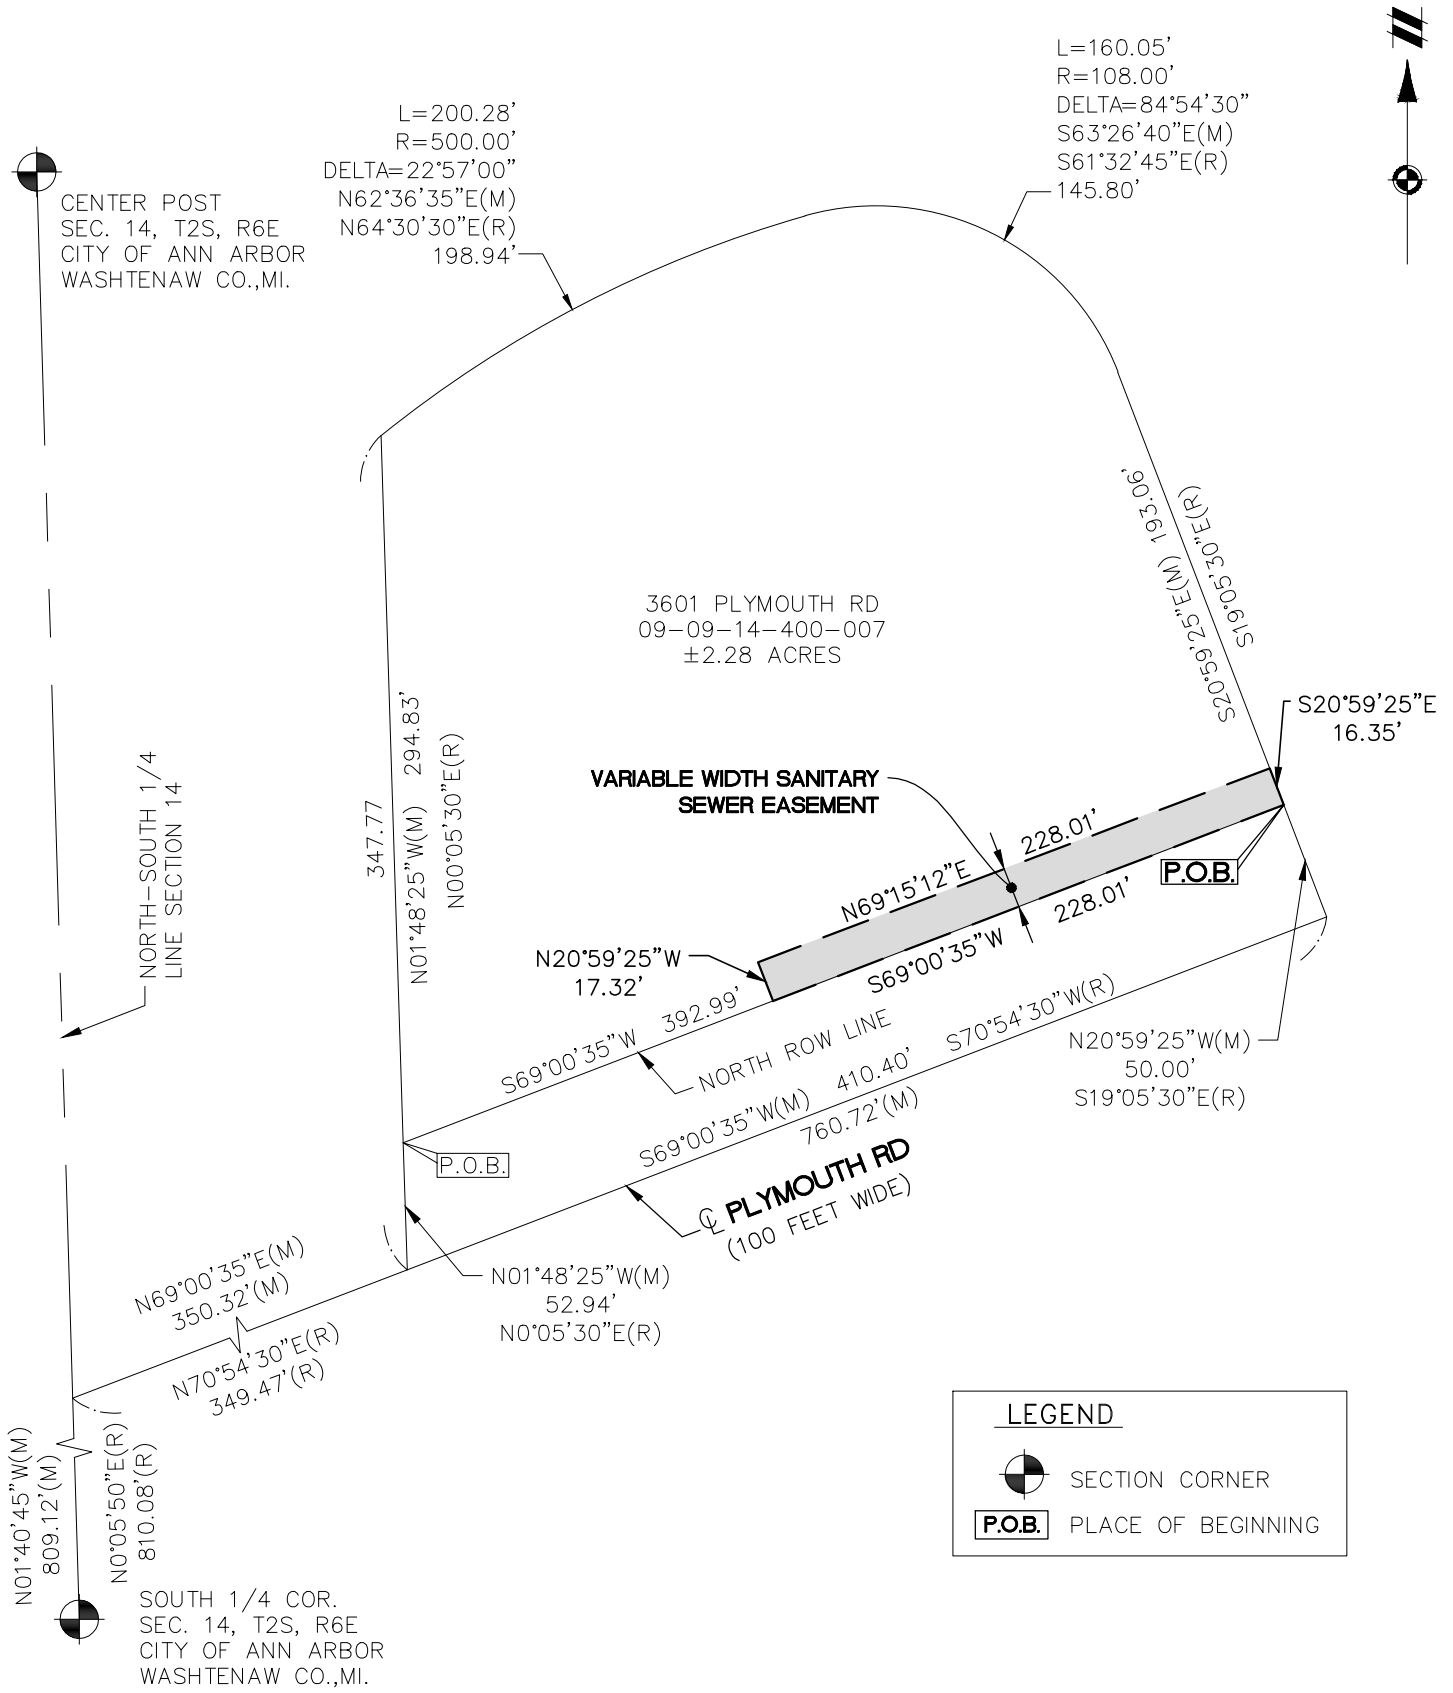 L=160.05'
R=108.00'
DELTA=84°54'30"
S63°26'40"E(M)
S61°32'45"E(R)
145.80'
L=200.28'
R=500.00'
DELTA=22°57'00"
N62°36'35"E(M)
N64°30'30"E(R)
198.94'
CENTER POST
SEC. 14, T2S, R6E
CITY OF ANN ARBOR
WASHTENAW CO.,MI.
S20°59'25"E(M) 193.06'
S19°05'30"E(R)
3601 PLYMOUTH RD
09-09-14-400-007
±2.28 ACRES
S20°59'25"E
16.35'
347.77
N01°48'25"W(M) 294.83'
N00°05'30"E(R)
NORTH-SOUTH 1/4
LINE SECTION 14
VARIABLE WIDTH SANITARY
SEWER EASEMENT
N69°15'12"E 228.01'
P.O.B.
S69°00'35"W 228.01'
N20°59'25"W
17.32'
S69°00'35"W 392.99'
NORTH ROW LINE
S69°00'35"W(M) 410.40' S70°54'30"W(R)
760.72'(M)
N20°59'25"W(M)
50.00'
S19°05'30"E(R)
P.O.B.
℄ PLYMOUTH RD
(100 FEET WIDE)
N01°48'25"W(M)
52.94'
N0°05'30"E(R)
N69°00'35"E(M)
350.32'(M)
N70°54'30"E(R)
349.47'(R)
N01°40'45"W(M)
809.12'(M)
N0°05'50"E(R)
810.08'(R)
LEGEND
SECTION CORNER
P.O.B. PLACE OF BEGINNING
SOUTH 1/4 COR.
SEC. 14, T2S, R6E
CITY OF ANN ARBOR
WASHTENAW CO.,MI.